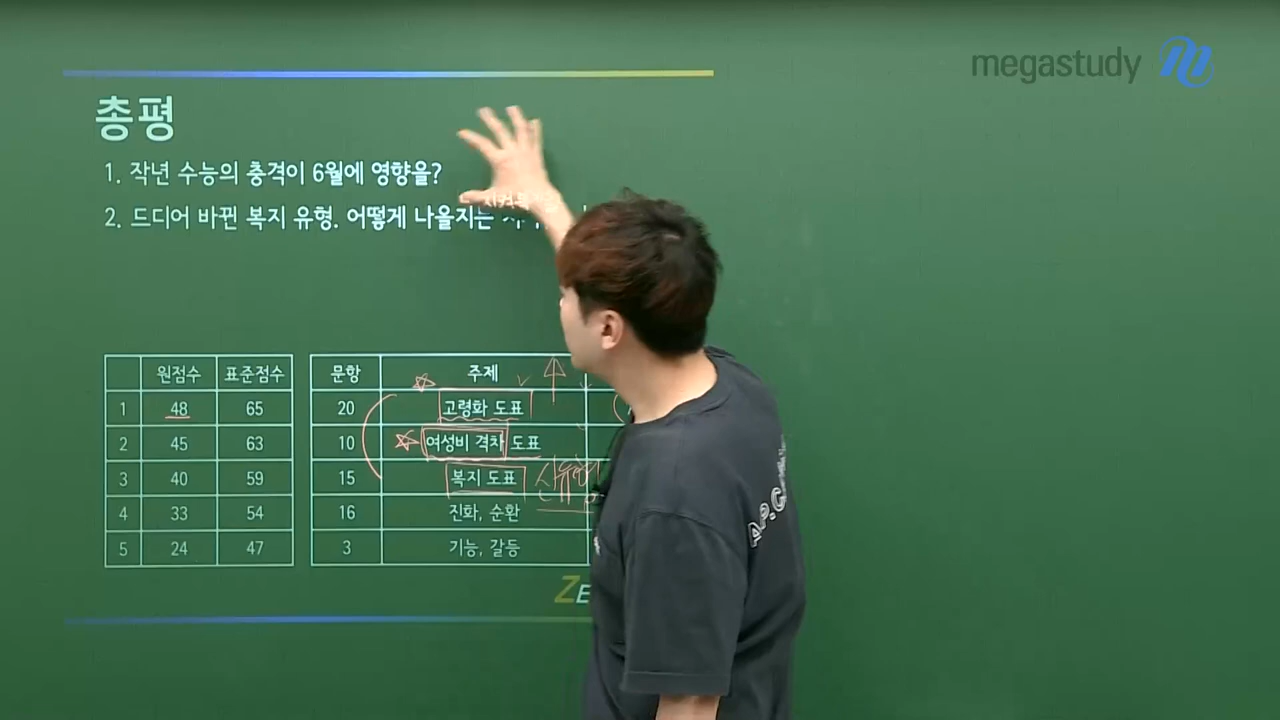 megastudy
총평
1. 작년 수능의 충격이 6월에 영향을?
2. 드디어 바뀐 복지 유형. 어떻게 나올지는
원점수 표준점수
1 48 65
2 45 63
3 40 59
4 33 54
5 24 47
문항 주제
20 고령화 도표
10 여성비 격차 도표
15 복지 도표 신유형
16 진화, 순환
3 기능, 갈등